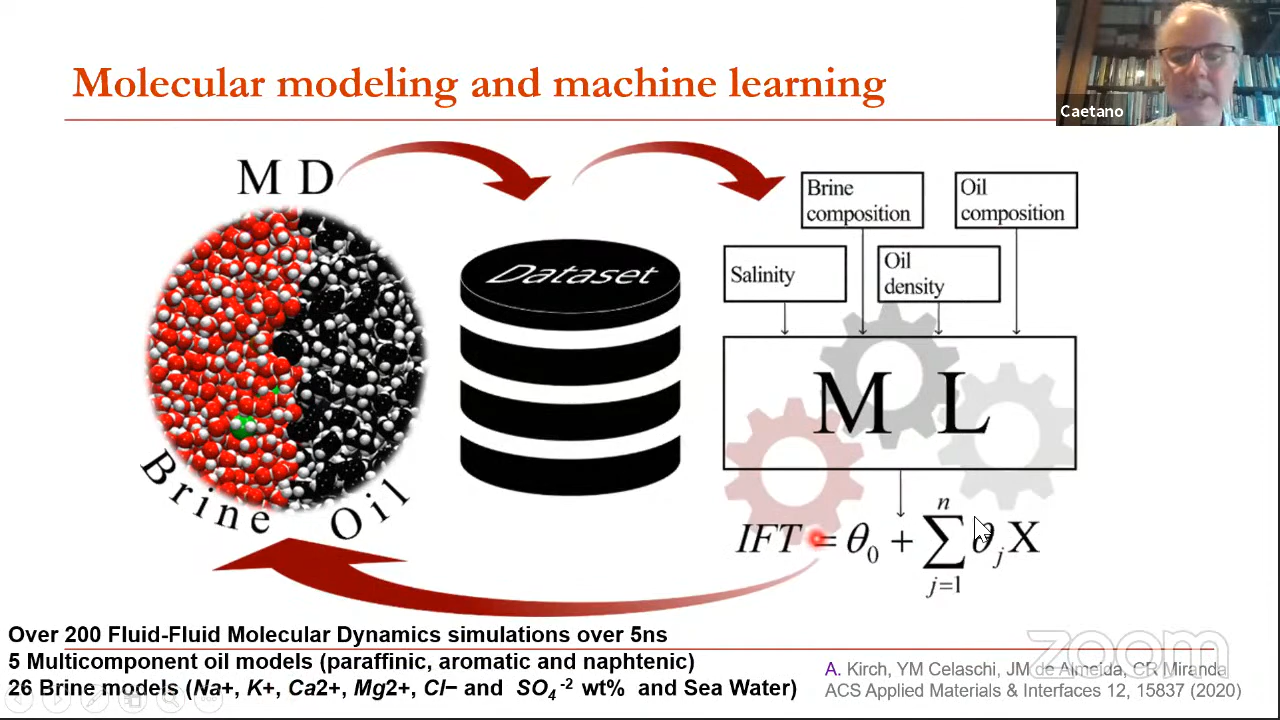 Molecular modeling and machine learning
Caetano
M D
Brine Oil
Dataset
Brine
composition
Oil
composition
Salinity
Oil
density
M L
IFT = θ₀ + ∑ⁿⱼ₌₁ θⱼX
Over 200 Fluid-Fluid Molecular Dynamics simulations over 5ns
5 Multicomponent oil models (paraffinic, aromatic and naphtenic)
26 Brine models (Na+, K+, Ca2+, Mg2+, Cl− and SO₄⁻² wt% and Sea Water)
zoom
A. Kirch, YM Celaschi, JM de Almeida, CR Miranda
ACS Applied Materials & Interfaces 12, 15837 (2020)